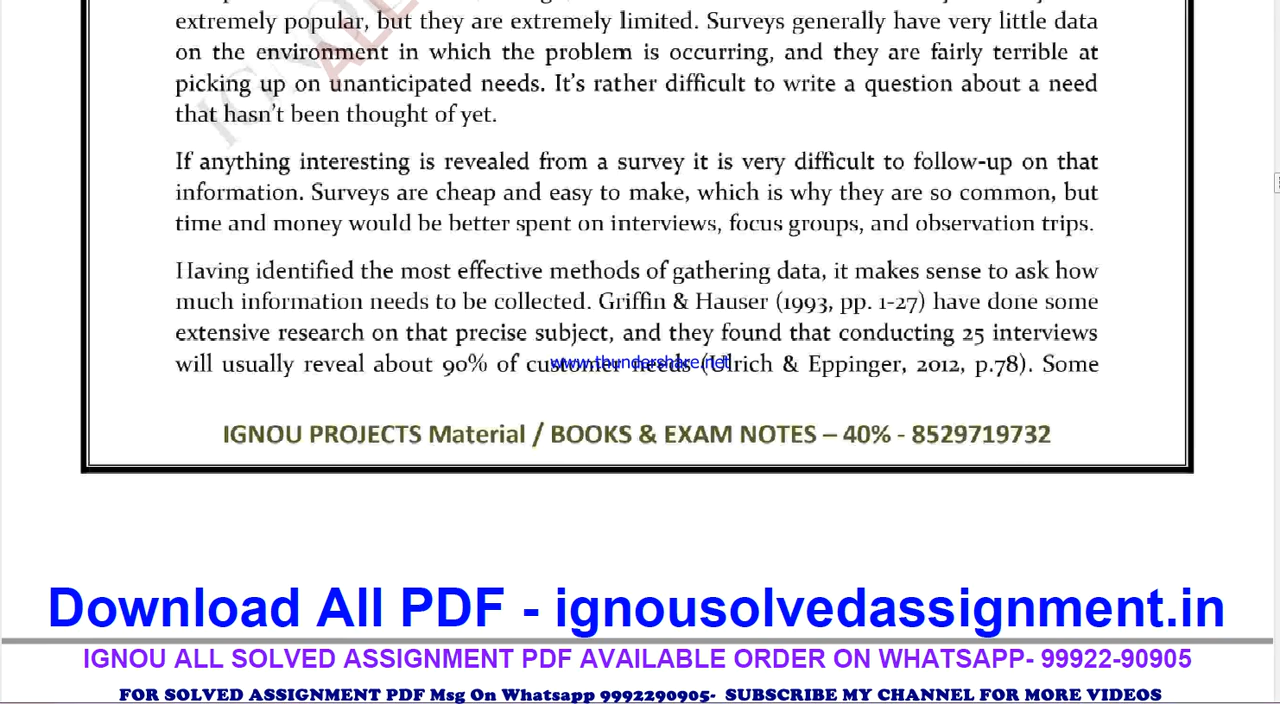 extremely popular, but they are extremely limited. Surveys generally have very little data
on the environment in which the problem is occurring, and they are fairly terrible at
picking up on unanticipated needs. It's rather difficult to write a question about a need
that hasn't been thought of yet.
If anything interesting is revealed from a survey it is very difficult to follow-up on that
information. Surveys are cheap and easy to make, which is why they are so common, but
time and money would be better spent on interviews, focus groups, and observation trips.
Having identified the most effective methods of gathering data, it makes sense to ask how
much information needs to be collected. Griffin & Hauser (1993, pp. 1-27) have done some
extensive research on that precise subject, and they found that conducting 25 interviews
will usually reveal about 90% of customer needs (Ulrich & Eppinger, 2012, p.78). Some
www.thundershare.net
IGNOU PROJECTS Material / BOOKS & EXAM NOTES – 40% - 8529719732
Download All PDF - ignousolvedassignment.in
IGNOU ALL SOLVED ASSIGNMENT PDF AVAILABLE ORDER ON WHATSAPP- 99922-90905
FOR SOLVED ASSIGNMENT PDF Msg On Whatsapp 9992290905- SUBSCRIBE MY CHANNEL FOR MORE VIDEOS